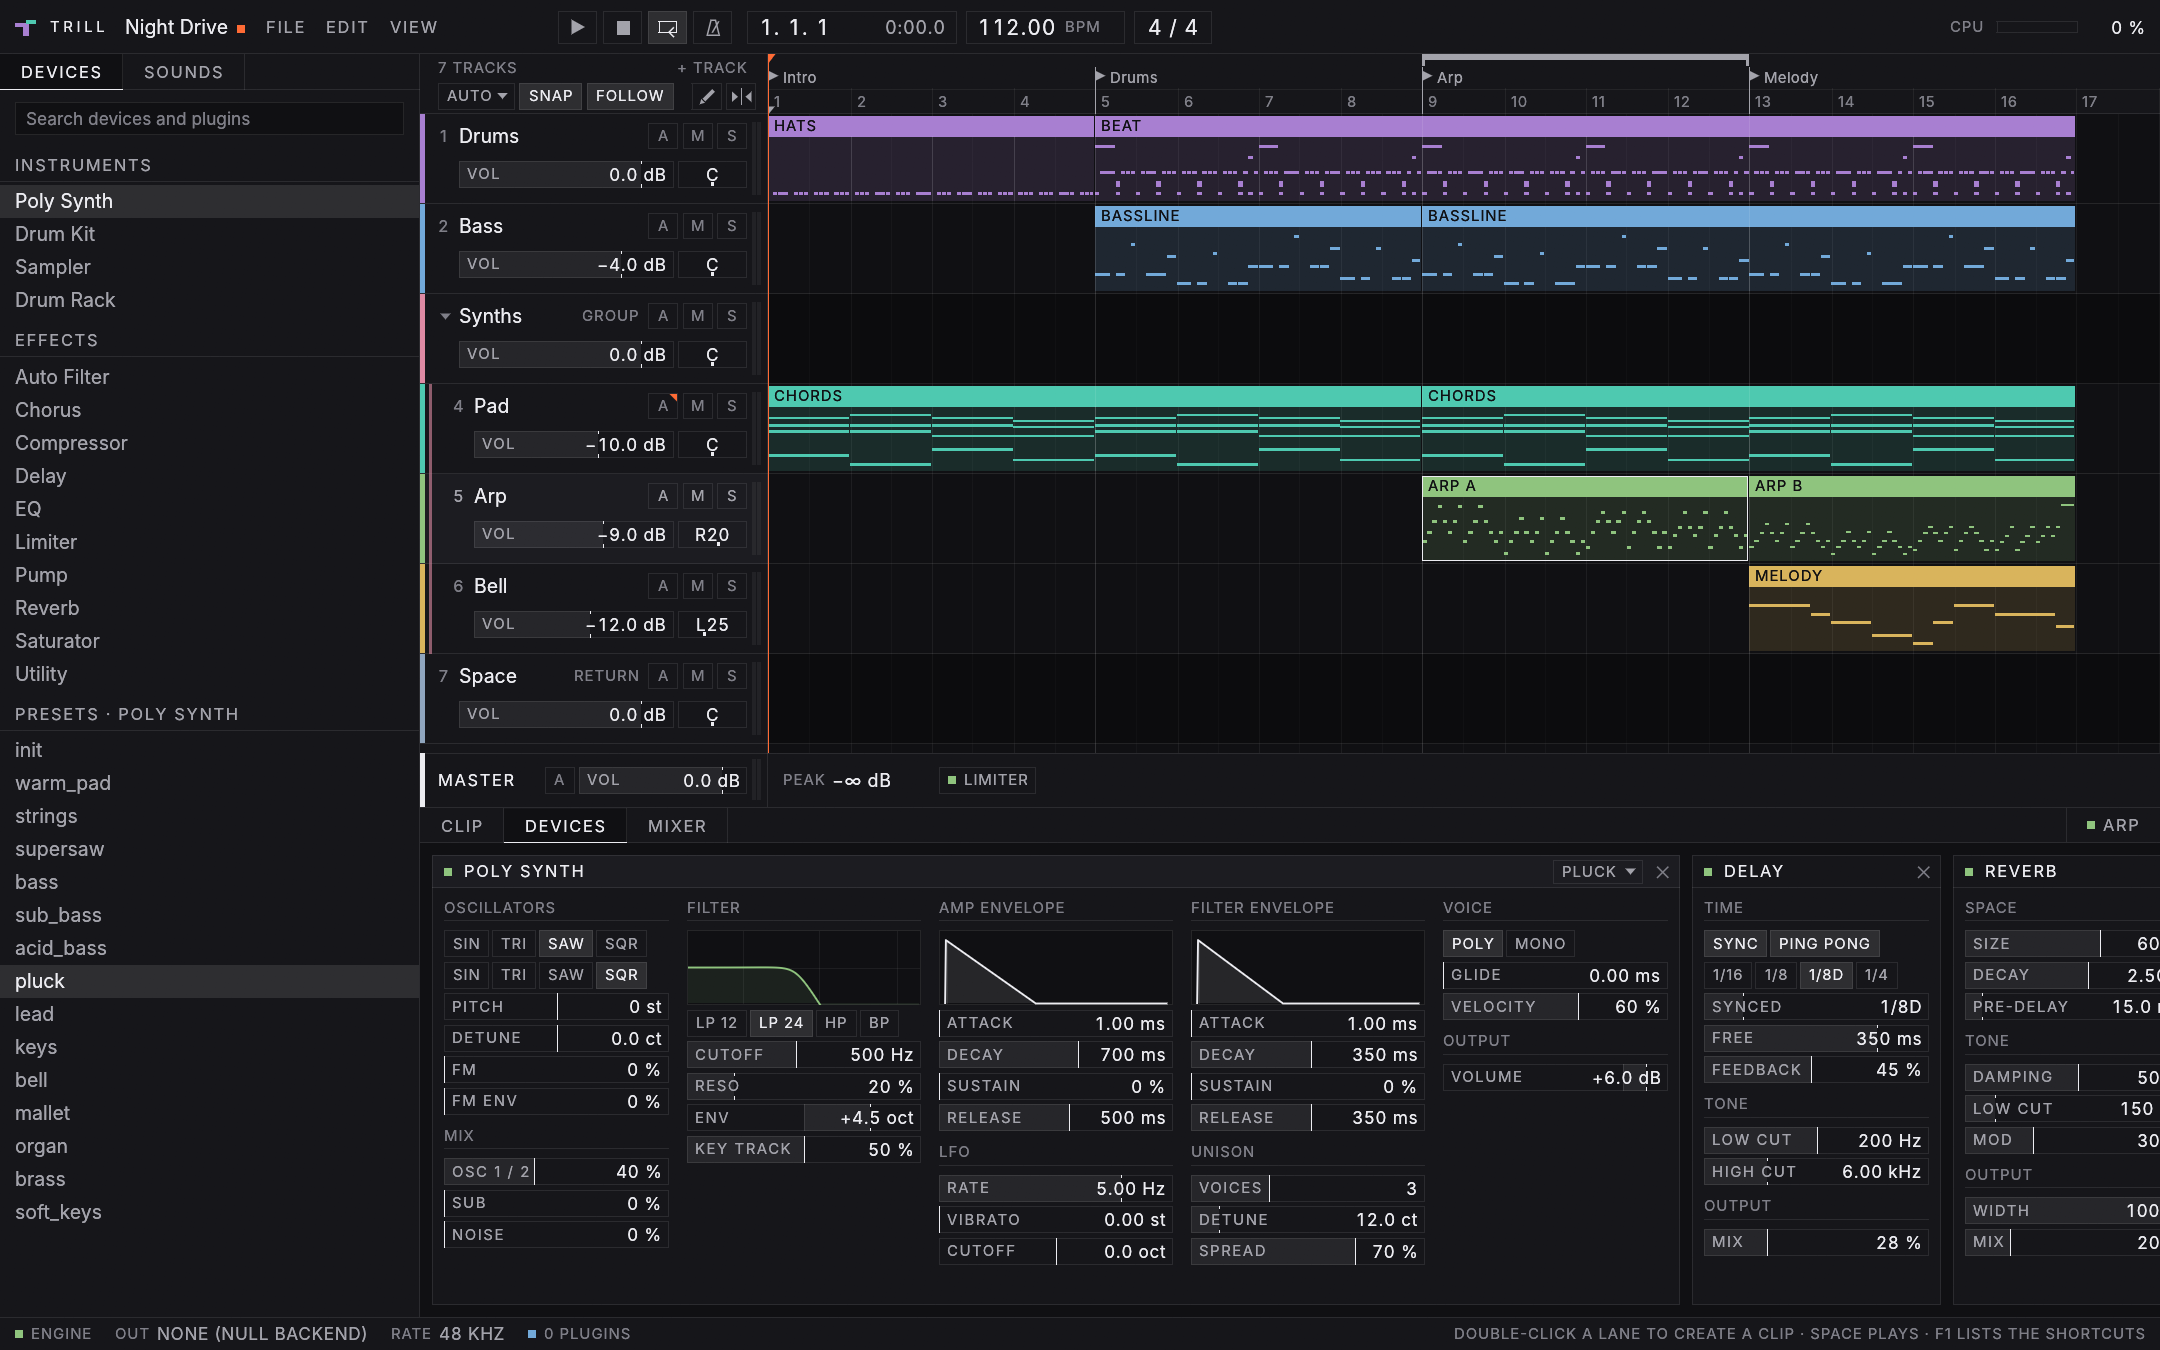 TRILL Night Drive FILE EDIT VIEW 1. 1. 1 0:00.0 112.00 BPM 4 / 4 CPU 0 %
DEVICES SOUNDS
Search devices and plugins
INSTRUMENTS
Poly Synth
Drum Kit
Sampler
Drum Rack
EFFECTS
Auto Filter
Chorus
Compressor
Delay
EQ
Limiter
Pump
Reverb
Saturator
Utility
PRESETS · POLY SYNTH
init
warm_pad
strings
supersaw
bass
sub_bass
acid_bass
pluck
lead
keys
bell
mallet
organ
brass
soft_keys
7 TRACKS + TRACK
AUTO SNAP FOLLOW
Intro Drums Arp Melody
1 2 3 4 5 6 7 8 9 10 11 12 13 14 15 16 17
1 Drums A M S
VOL 0.0 dB C
HATS BEAT
2 Bass A M S
VOL −4.0 dB C
BASSLINE BASSLINE
Synths GROUP A M S
VOL 0.0 dB C
4 Pad A M S
VOL −10.0 dB C
CHORDS CHORDS
5 Arp A M S
VOL −9.0 dB R20
ARP A ARP B
6 Bell A M S
VOL −12.0 dB L25
MELODY
7 Space RETURN A M S
VOL 0.0 dB C
MASTER A VOL 0.0 dB PEAK −∞ dB LIMITER
CLIP DEVICES MIXER ARP
POLY SYNTH PLUCK
OSCILLATORS
SIN TRI SAW SQR
SIN TRI SAW SQR
PITCH 0 st
DETUNE 0.0 ct
FM 0 %
FM ENV 0 %
MIX
OSC 1 / 2 40 %
SUB 0 %
NOISE 0 %
FILTER
LP 12 LP 24 HP BP
CUTOFF 500 Hz
RESO 20 %
ENV +4.5 oct
KEY TRACK 50 %
AMP ENVELOPE
ATTACK 1.00 ms
DECAY 700 ms
SUSTAIN 0 %
RELEASE 500 ms
LFO
RATE 5.00 Hz
VIBRATO 0.00 st
CUTOFF 0.0 oct
FILTER ENVELOPE
ATTACK 1.00 ms
DECAY 350 ms
SUSTAIN 0 %
RELEASE 350 ms
UNISON
VOICES 3
DETUNE 12.0 ct
SPREAD 70 %
VOICE
POLY MONO
GLIDE 0.00 ms
VELOCITY 60 %
OUTPUT
VOLUME +6.0 dB
DELAY
TIME
SYNC PING PONG
1/16 1/8 1/8D 1/4
SYNCED 1/8D
FREE 350 ms
FEEDBACK 45 %
TONE
LOW CUT 200 Hz
HIGH CUT 6.00 kHz
OUTPUT
MIX 28 %
REVERB
SPACE
SIZE 60
DECAY 2.50
PRE-DELAY 15.0
TONE
DAMPING 50
LOW CUT 150
MOD 30
OUTPUT
WIDTH 100
MIX 20
ENGINE OUT NONE (NULL BACKEND) RATE 48 KHZ 0 PLUGINS DOUBLE-CLICK A LANE TO CREATE A CLIP · SPACE PLAYS · F1 LISTS THE SHORTCUTS